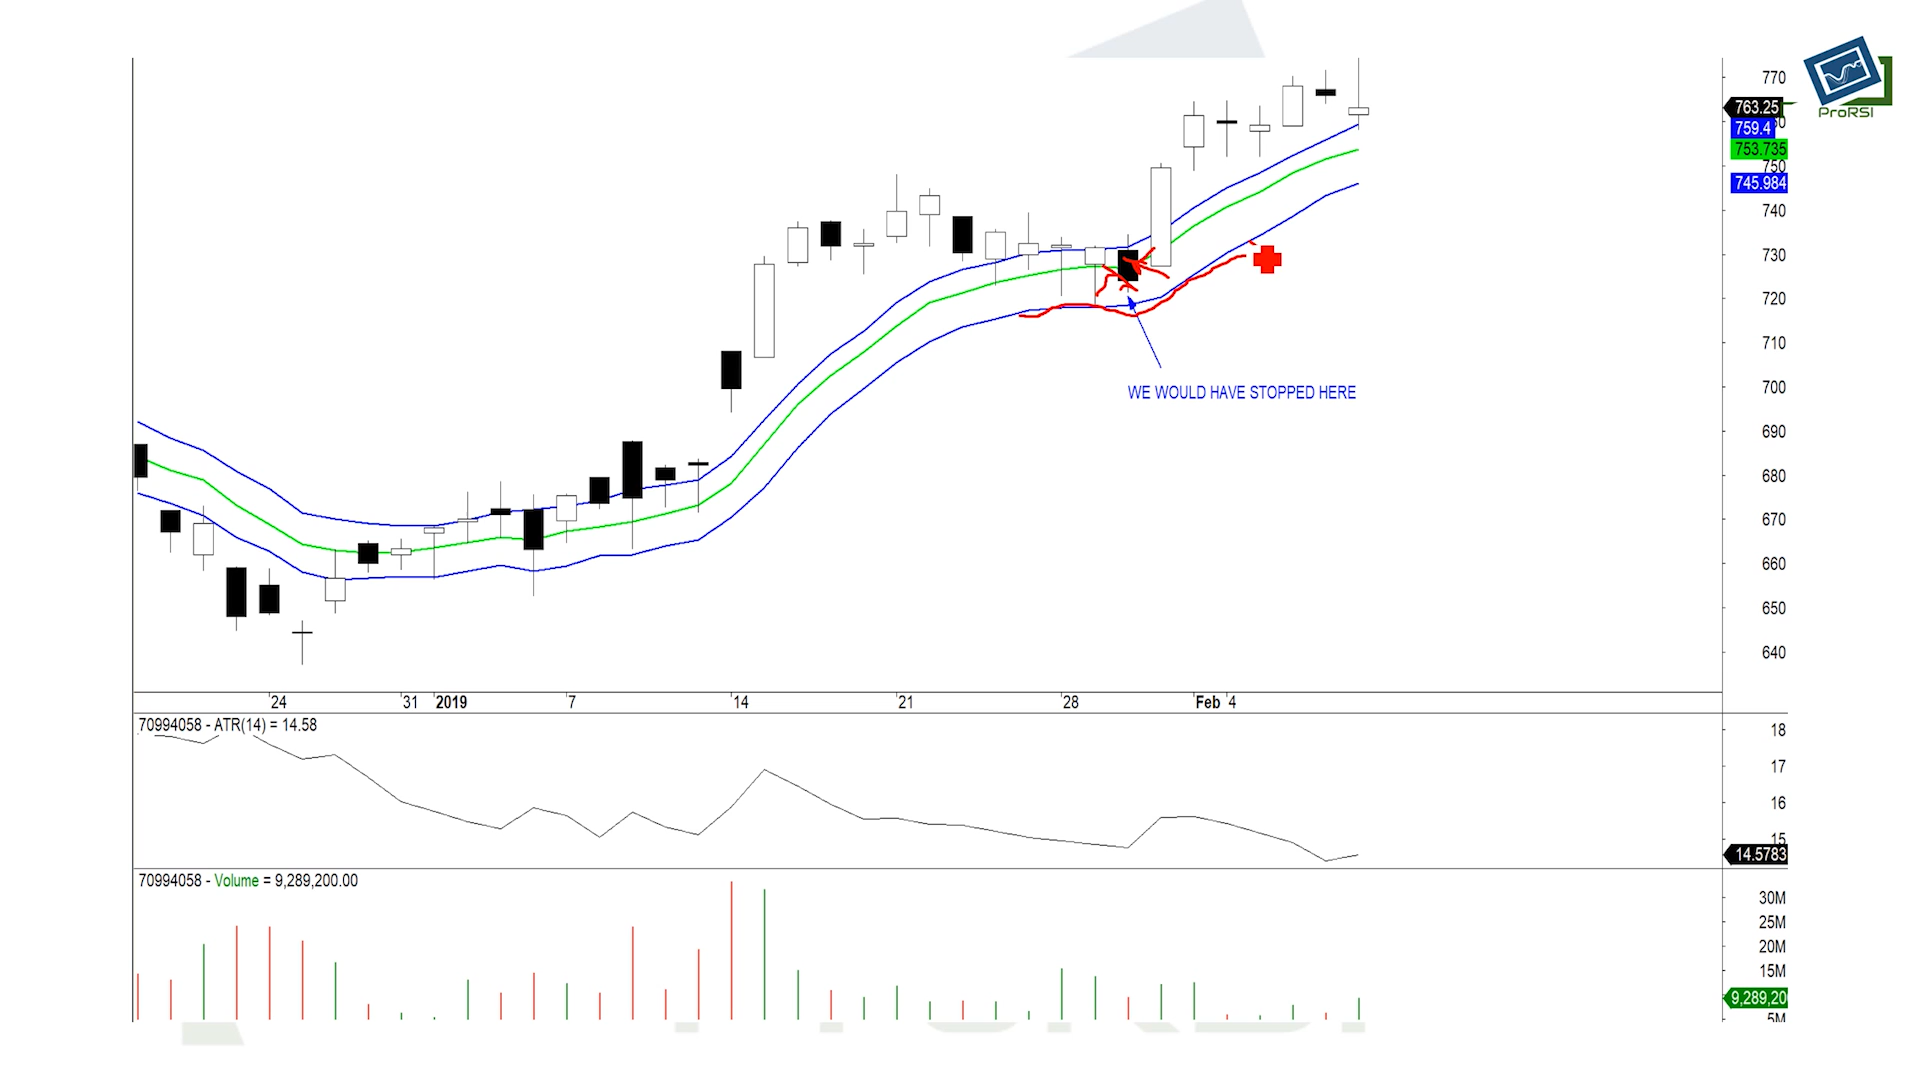 770
763.25
ProRSI
759.4
753.735
750
745.984
740
730
720
710
WE WOULD HAVE STOPPED HERE
700
690
680
670
660
650
640
24 31 2019 7 14 21 28 Feb 4
70994058 - ATR(14) = 14.58
18
17
16
15
14.5783
70994058 - Volume = 9,289,200.00
30M
25M
20M
15M
9,289,20
5M